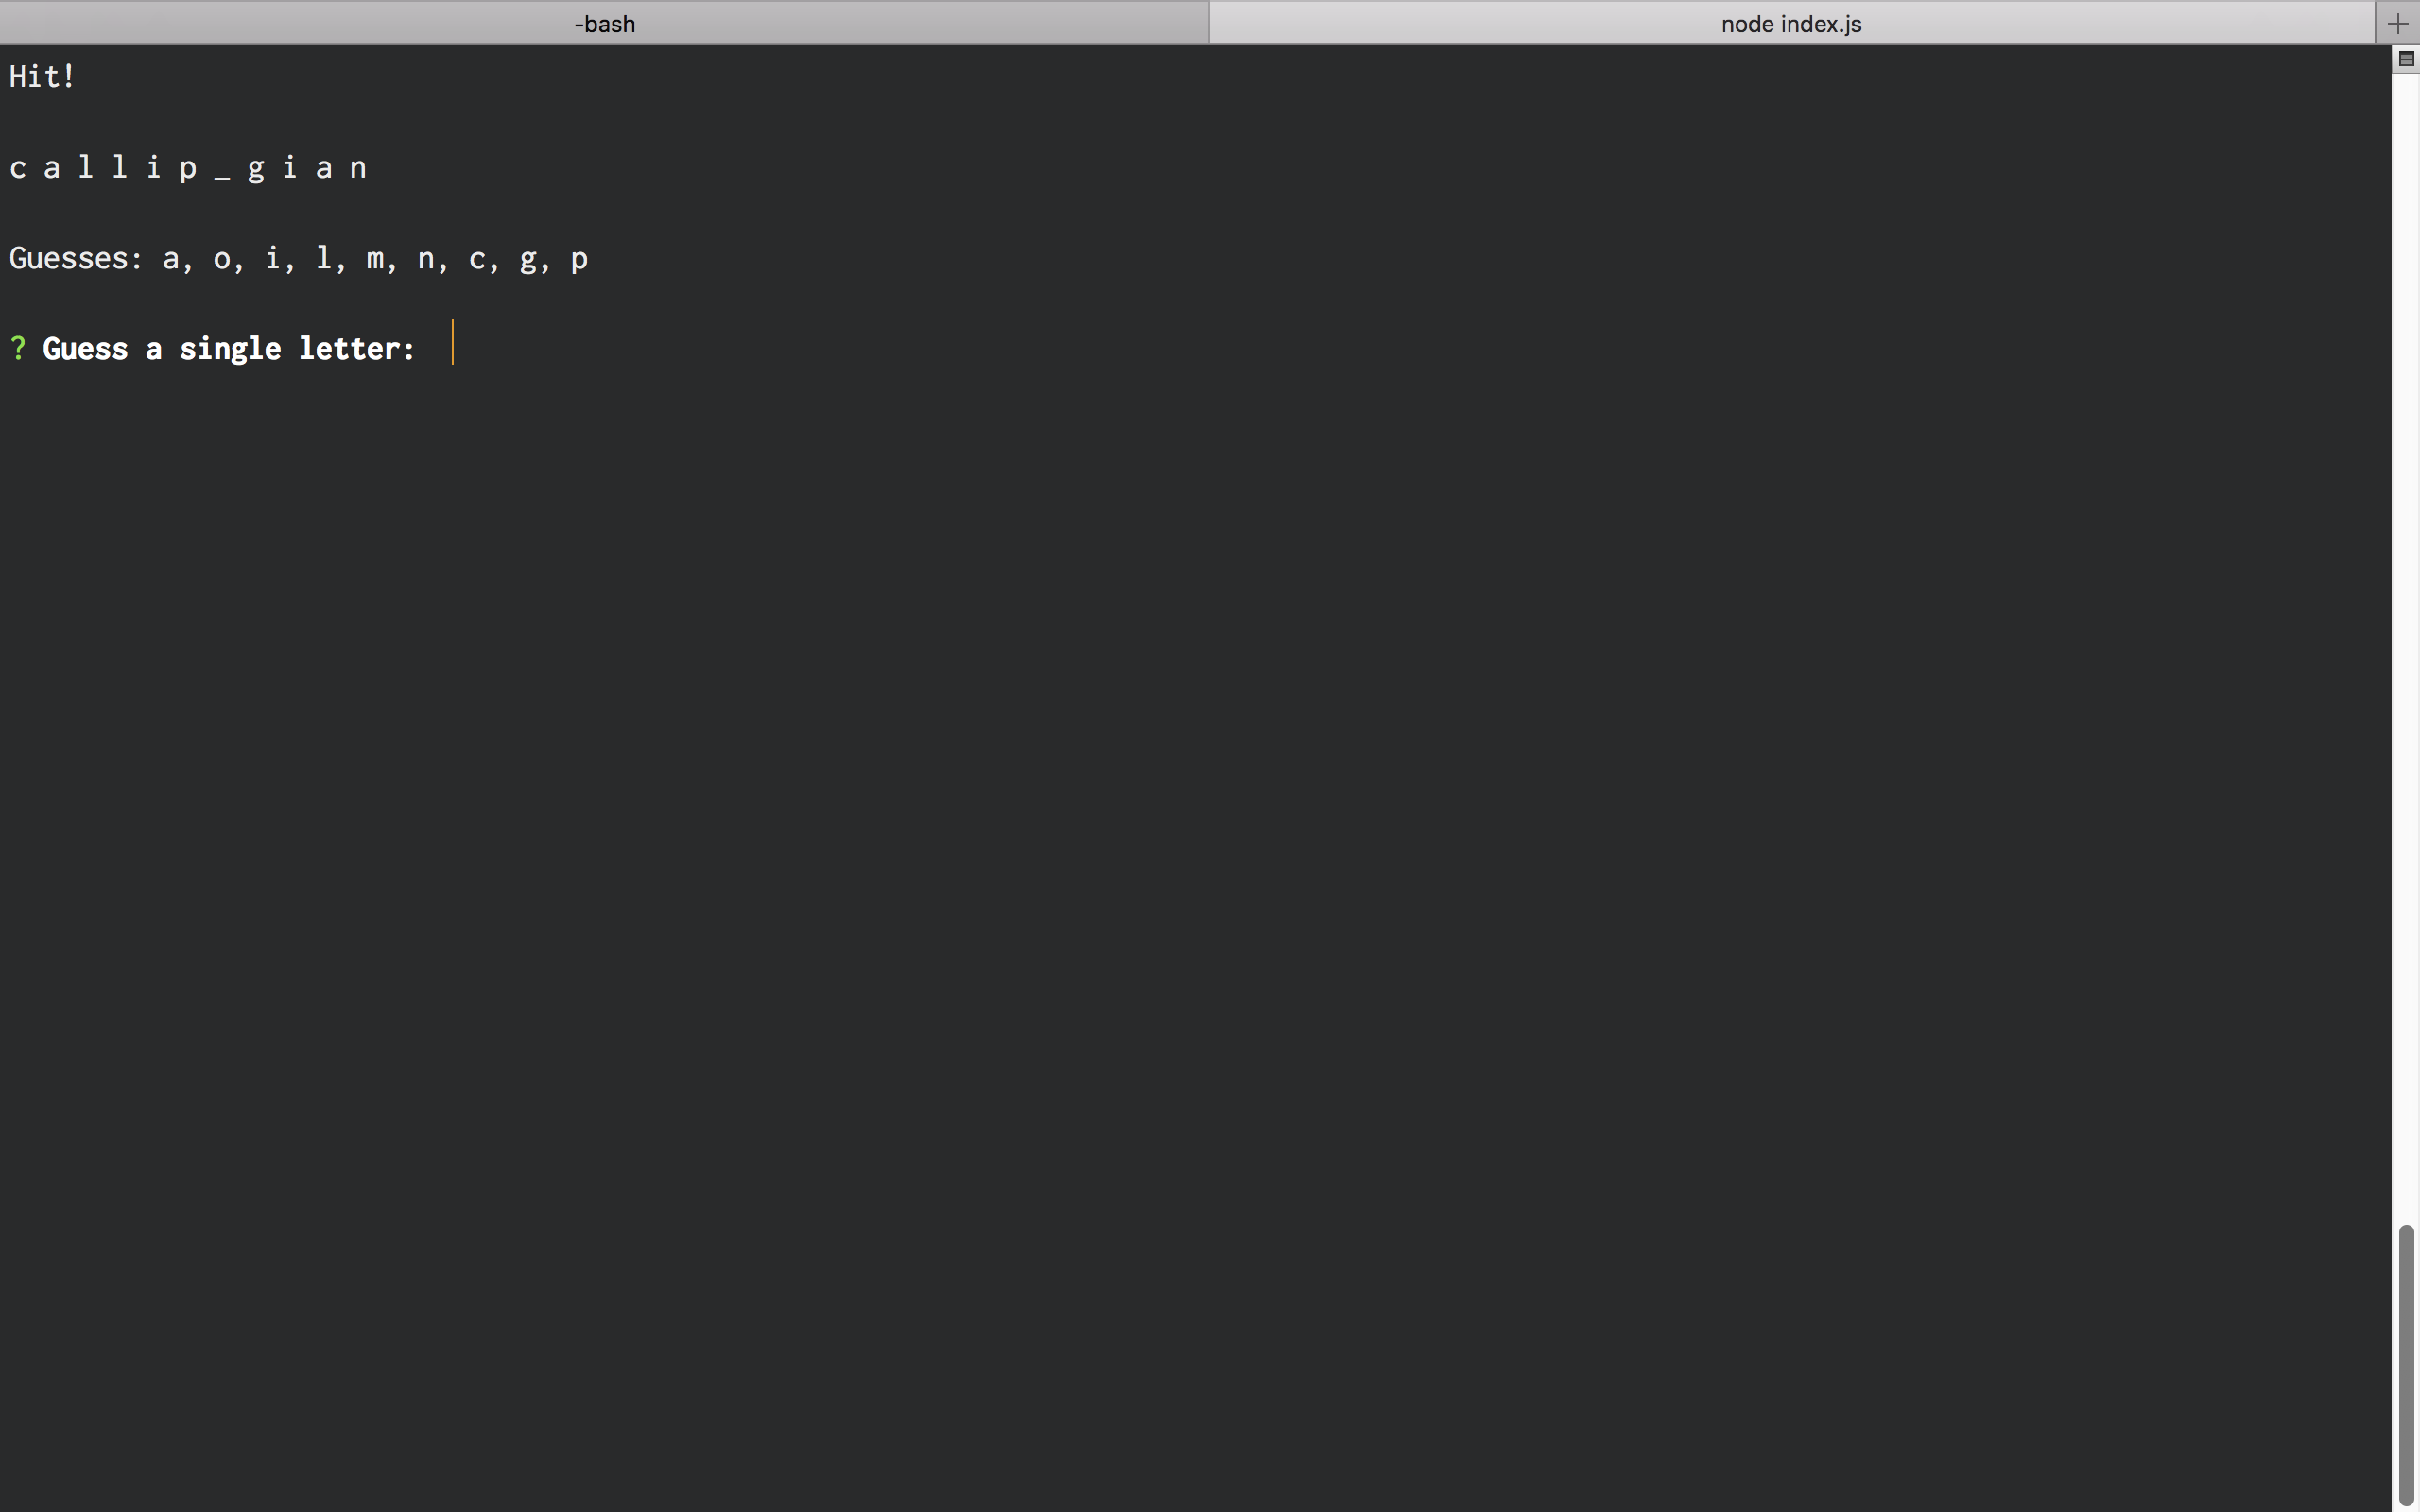 -bash
node index.js
Hit!
c a l l i p _ g i a n
Guesses: a, o, i, l, m, n, c, g, p
? Guess a single letter: